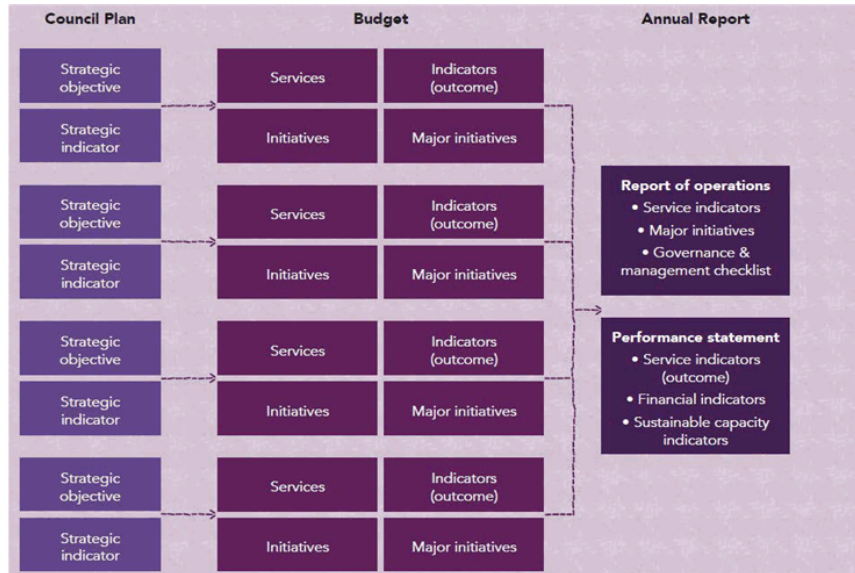 Council Plan
Budget
Annual Report
Strategic
objective
Services
Indicators
(outcome)
Strategic
indicator
Initiatives
Major initiatives
Strategic
objective
Services
Indicators
(outcome)
Strategic
indicator
Initiatives
Major initiatives
Strategic
objective
Services
Indicators
(outcome)
Strategic
indicator
Initiatives
Major initiatives
Strategic
objective
Services
Indicators
(outcome)
Strategic
indicator
Initiatives
Major initiatives
Report of operations
• Service indicators
• Major initiatives
• Governance &
management checklist
Performance statement
• Service indicators
(outcome)
• Financial indicators
• Sustainable capacity
indicators